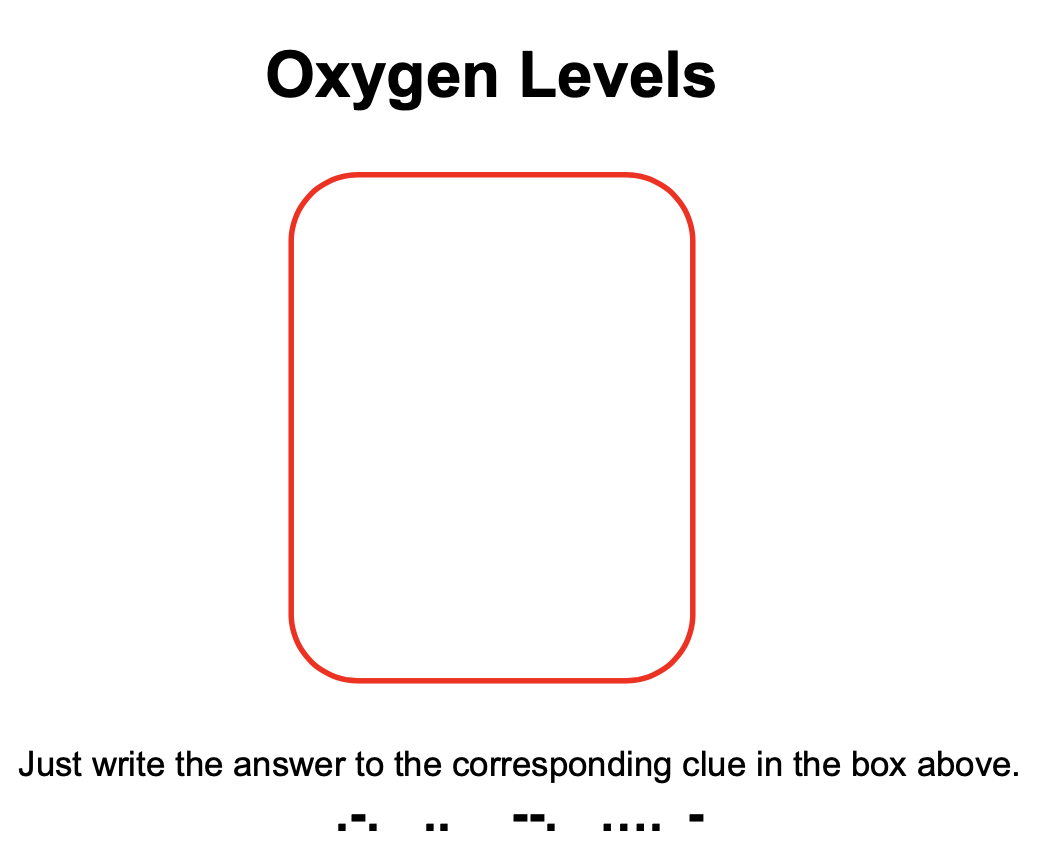 Oxygen Levels
Just write the answer to the corresponding clue in the box above.
.-. .. --. .... -